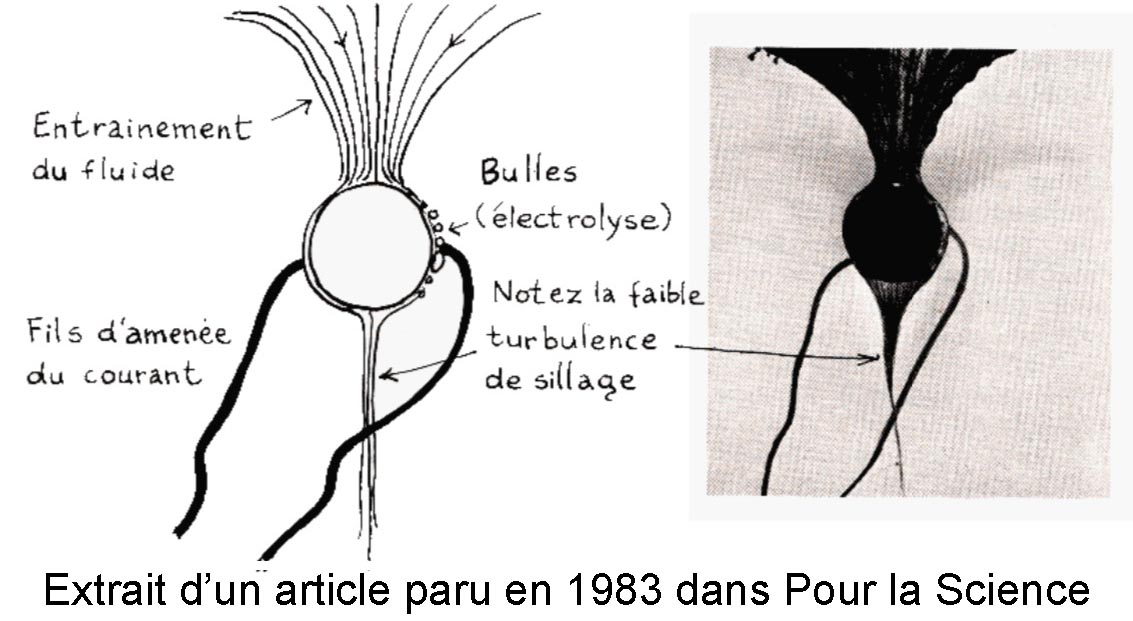 Entrainement
du fluide
Bulles
(électrolyse)
Notez la faible
turbulence
de sillage
Fils d'amenée
du courant
Extrait d'un article paru en 1983 dans Pour la Science